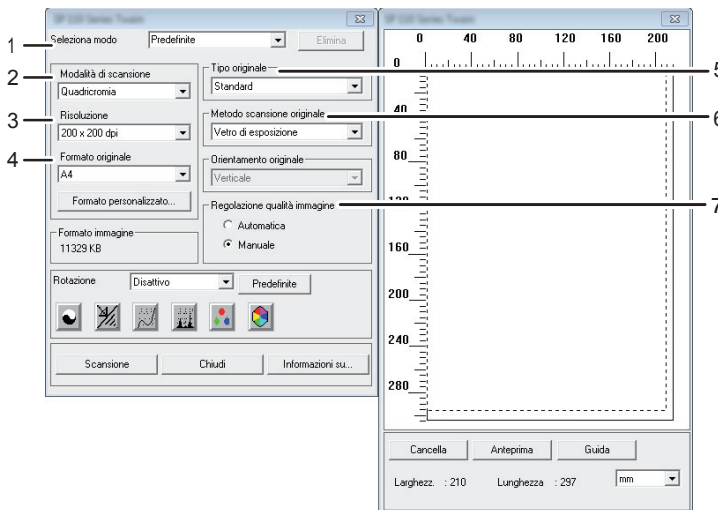 1
Seleziona modo
Predefinite
Elimina
2
Modalità di scansione
Quadricromia
3
Risoluzione
200 x 200 dpi
4
Formato originale
A4
Formato personalizzato...
Formato immagine
11329 KB
Tipo originale
5
Standard
Metodo scansione originale
6
Vetro di esposizione
Orientamento originale
Verticale
Regolazione qualità immagine
7
Automatica
Manuale
Rotazione
Disattivo
Predefinite
Scansione
Chiudi
Informazioni su...
0 40 80 120 160 200
0
40
80
120
160
200
240
280
Cancella
Anteprima
Guida
Larghezz. : 210
Lunghezza : 297
mm